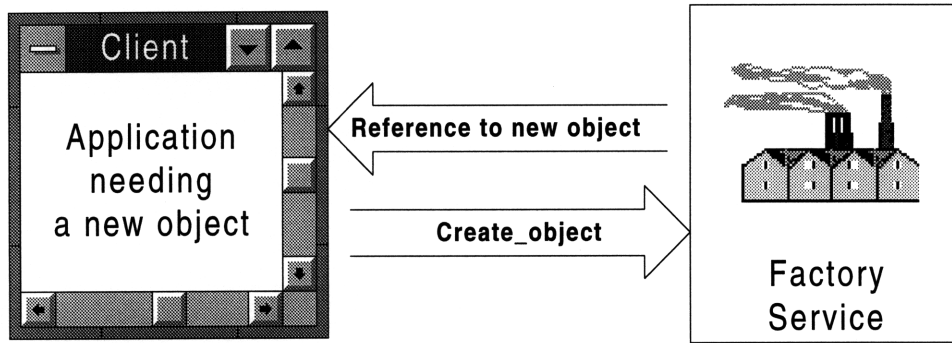 Client
Application
needing
a new object
Reference to new object
Create_object
Factory
Service